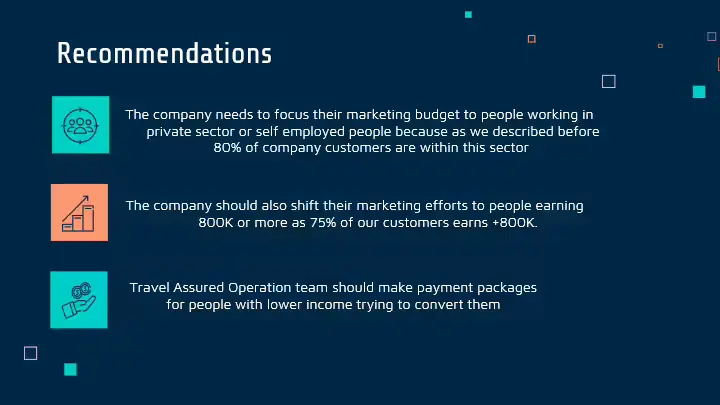 Recommendations
The company needs to focus their marketing budget to people working in
private sector or self employed people because as we described before
80% of company customers are within this sector
The company should also shift their marketing efforts to people earning
800K or more as 75% of our customers earns +800K.
Travel Assured Operation team should make payment packages
for people with lower income trying to convert them